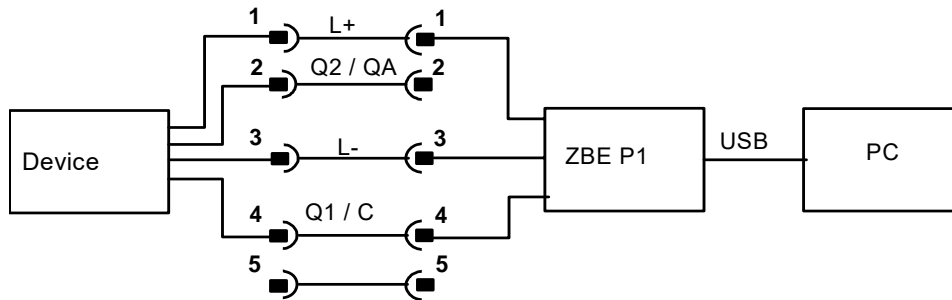 1 L+ 1
2 Q2 / QA 2
3 L- 3
Device ZBE P1 USB PC
4 Q1 / C 4
5 5